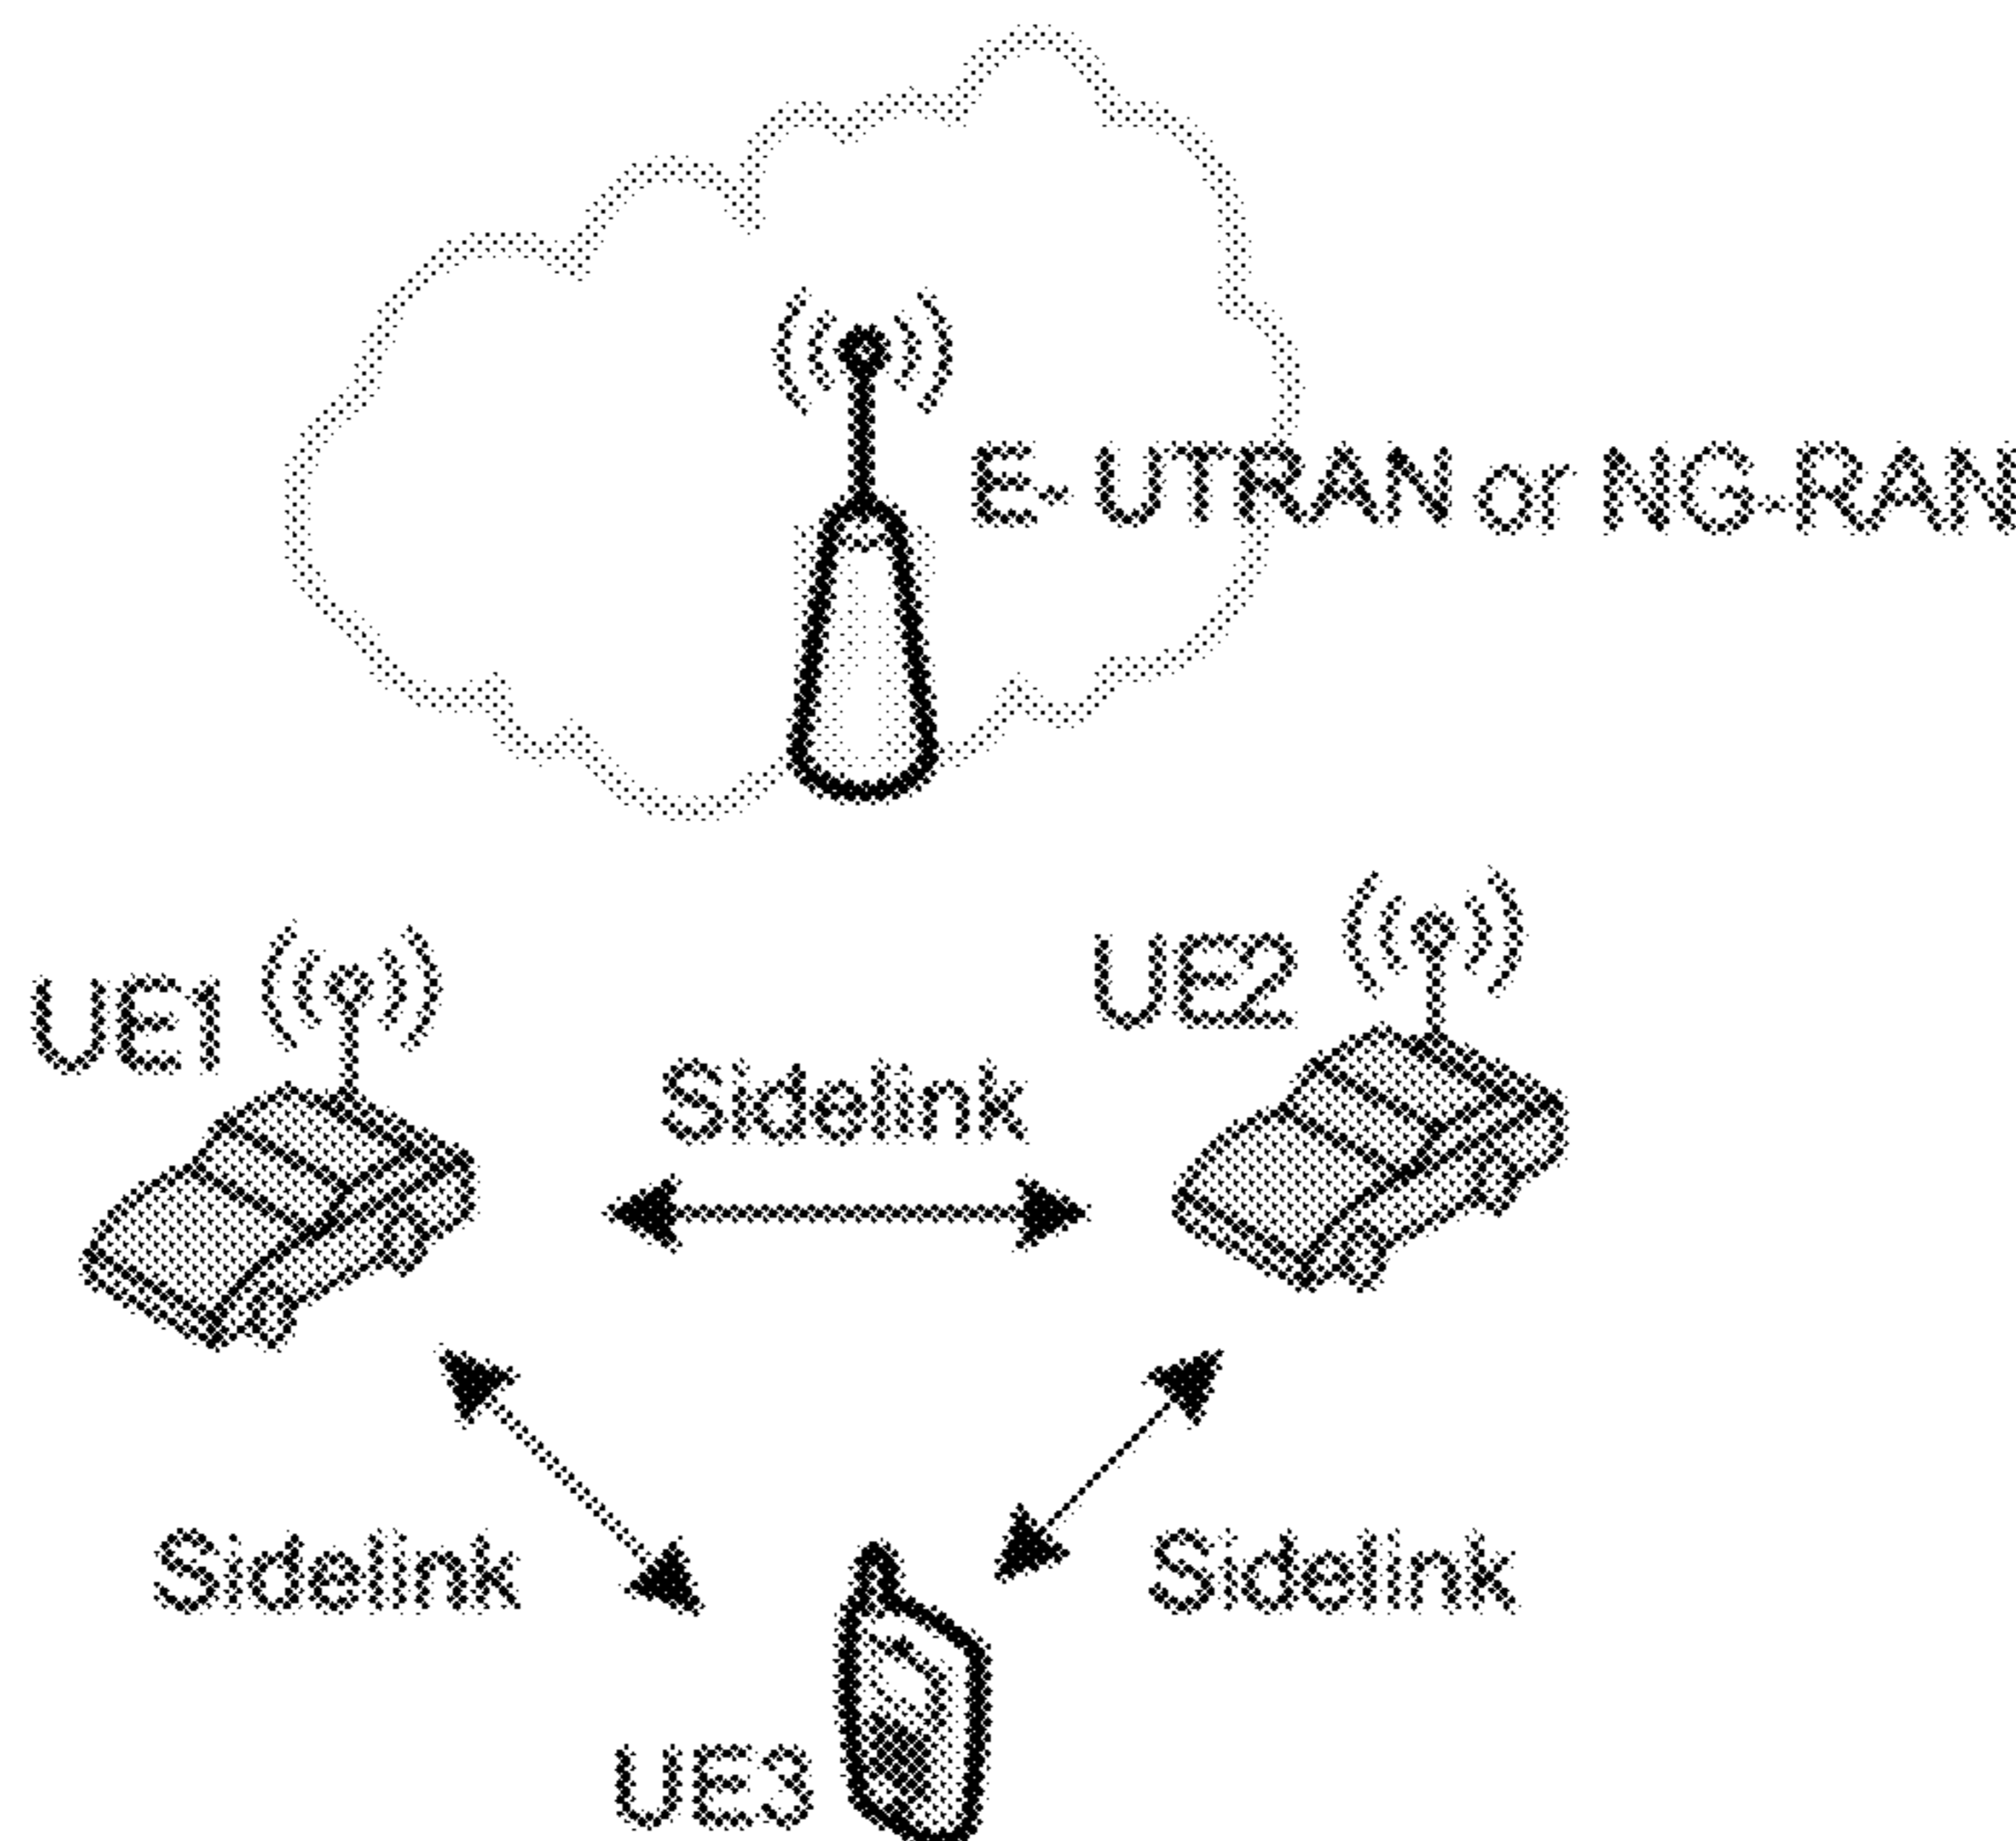 E- UTRAN or NG-RAN
UE1
UE2
Sidelink
Sidelink
Sidelink
UE3